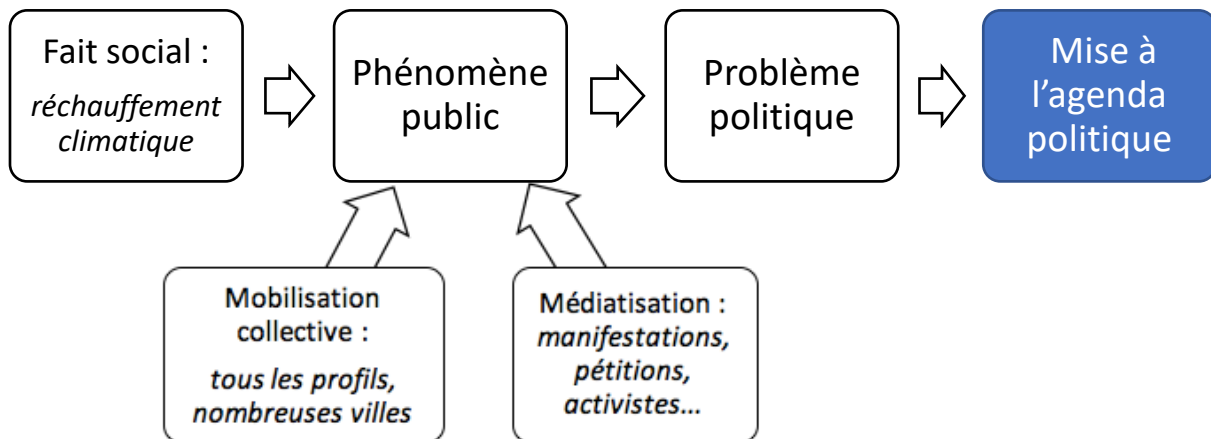 Fait social :
réchauffement
climatique
Phénomène
public
Problème
politique
Mise à
l’agenda
politique
Mobilisation
collective :
tous les profils,
nombreuses villes
Médiatisation :
manifestations,
pétitions,
activistes...